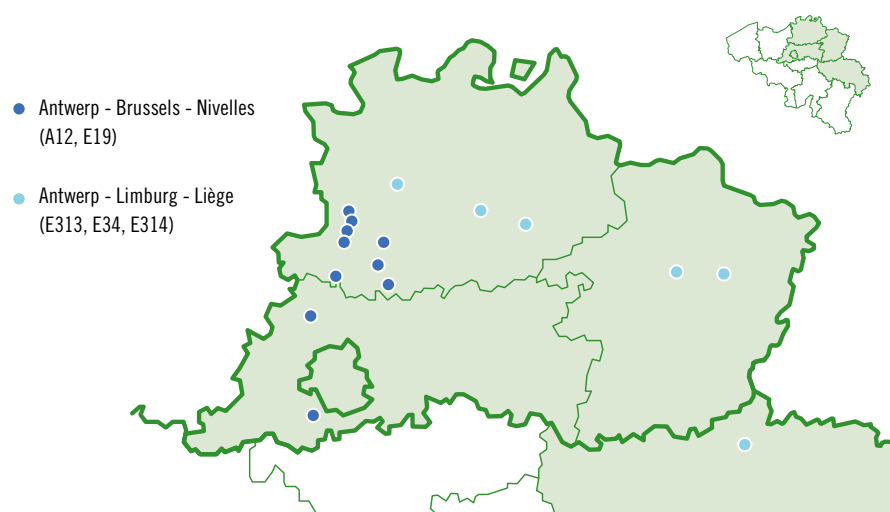 Antwerp - Brussels - Nivelles
(A12, E19)
Antwerp - Limburg - Liège
(E313, E34, E314)